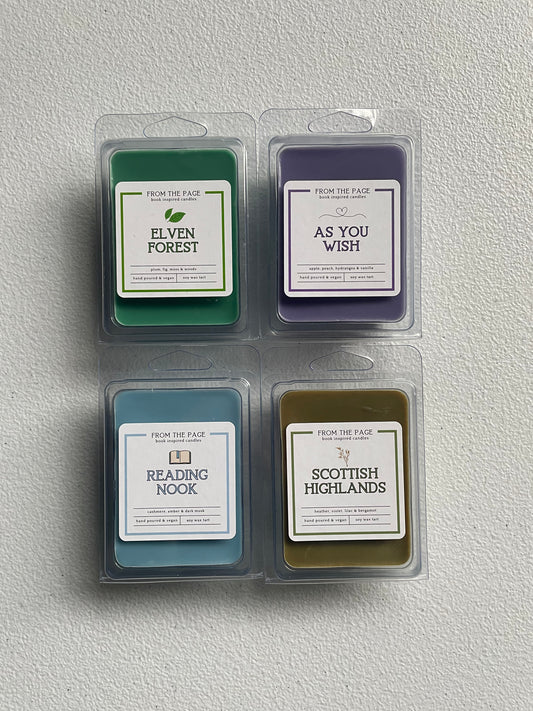 FROM THE PAGE
book inspired candles
ELVEN
FOREST
plum, fig, moss & woods
hand poured & vegan soy wax tart
FROM THE PAGE
book inspired candles
AS YOU
WISH
apple, peach, hydrangea & vanilla
hand poured & vegan soy wax tart
FROM THE PAGE
book inspired candles
READING
NOOK
cashmere, amber & dark musk
hand poured & vegan soy wax tart
FROM THE PAGE
book inspired candles
SCOTTISH
HIGHLANDS
heather, violet, lilac & bergamot
hand poured & vegan soy wax tart